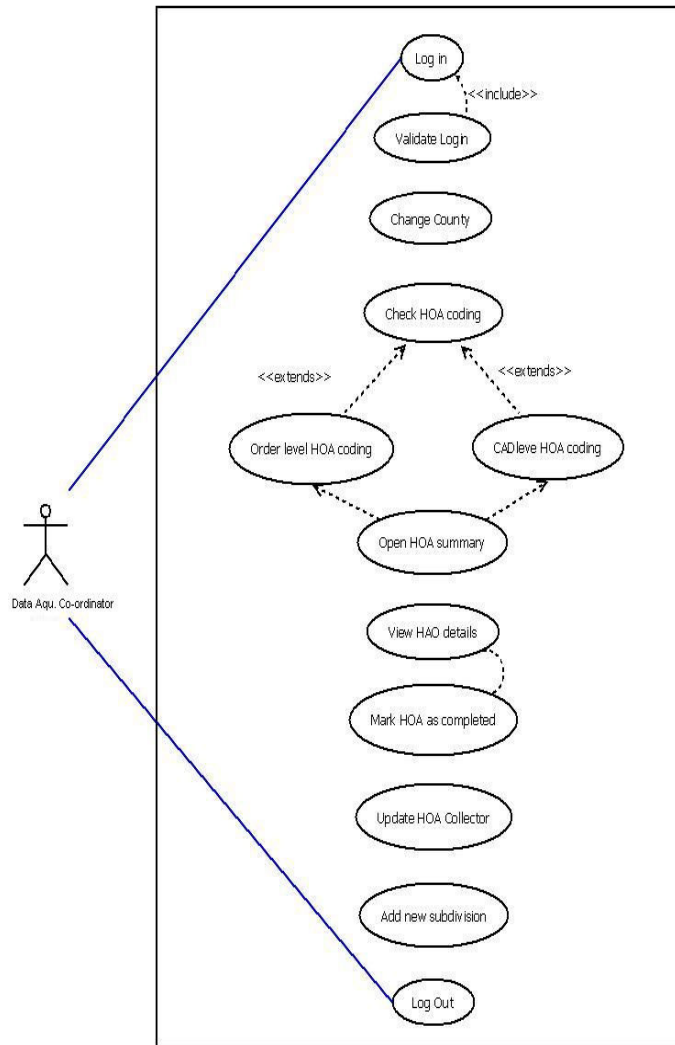 Log in
<<include>>
Validate Login
Change County
Check HOA coding
<<extends>>
<<extends>>
Order level HOA coding
CADleve HOA coding
Open HOA summary
Data Aqu. Co-ordinator
View HAO details
Mark HOA as completed
Update HOA Collector
Add new subdivision
Log Out